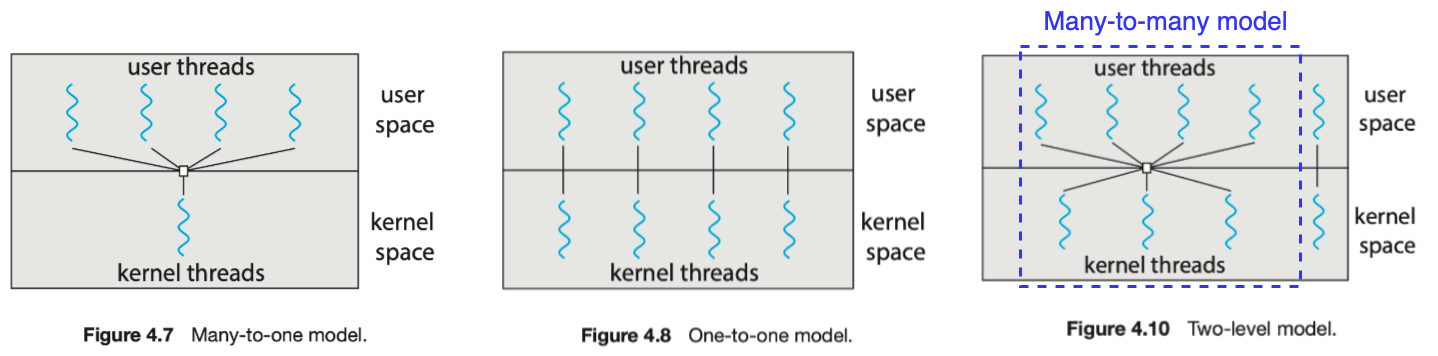 user threads
user
space
kernel
space
kernel threads
Figure 4.7 Many-to-one model.
user threads
user
space
kernel
space
kernel threads
Figure 4.8 One-to-one model.
Many-to-many model
user threads
user
space
kernel
space
kernel threads
Figure 4.10 Two-level model.